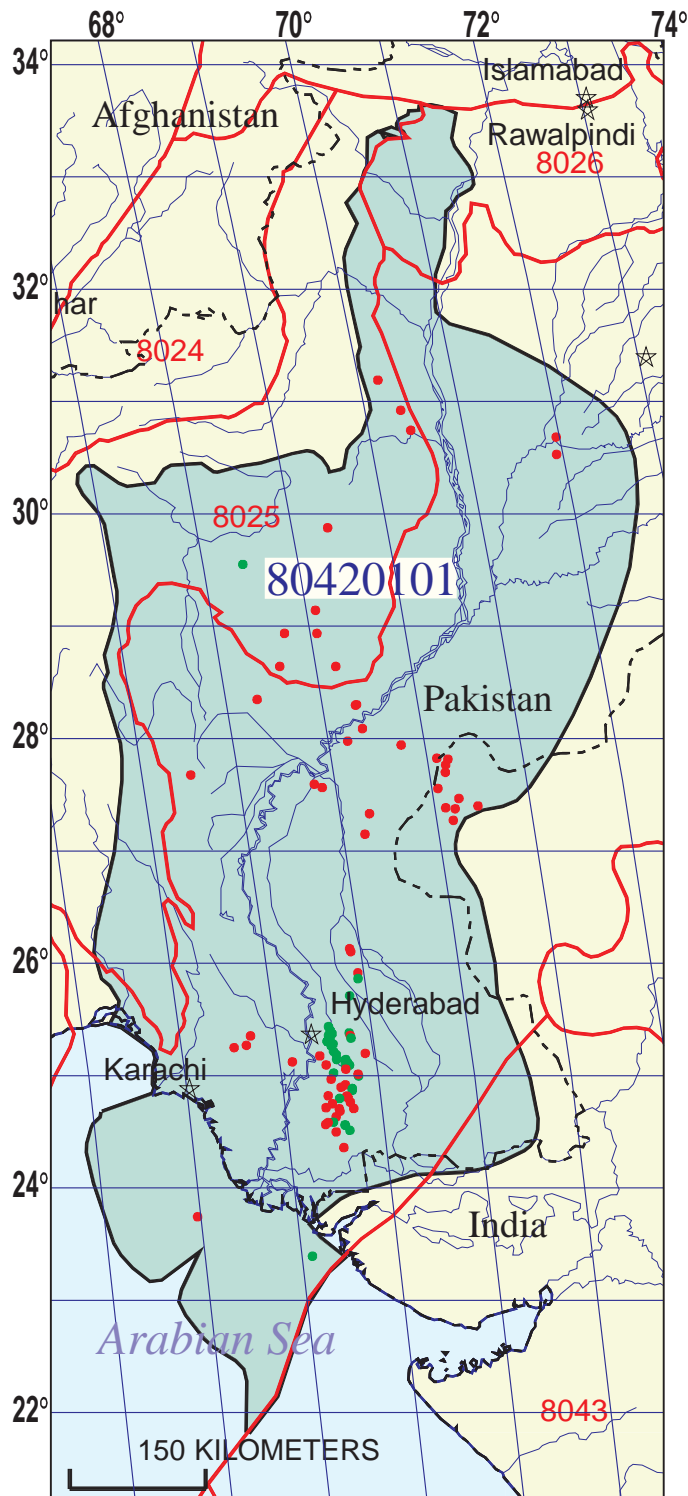 68° 70° 72° 74°
34°
Islamabad
Afghanistan
Rawalpindi
8026
32°
har
8024
30°
8025
80420101
Pakistan
28°
26°
Hyderabad
Karachi
24°
India
Arabian Sea
22°
8043
150 KILOMETERS